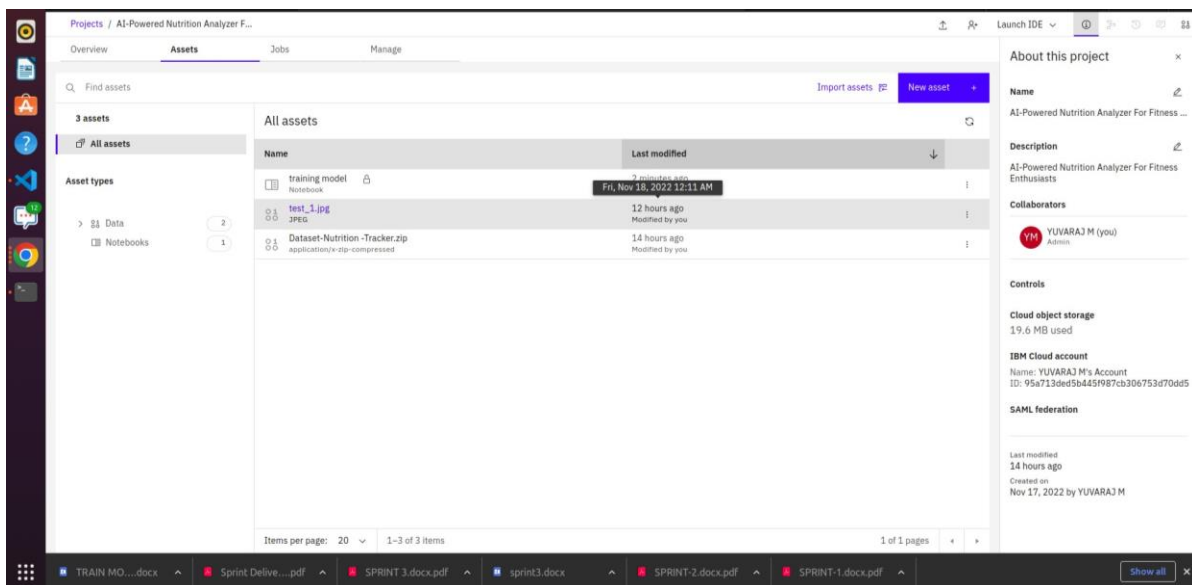 Projects / AI-Powered Nutrition Analyzer F...
Launch IDE
Overview Assets Jobs Manage
Find assets
Import assets
New asset +
3 assets
All assets
Asset types
Data 2
Notebooks 1
All assets
Name Last modified
training model 2 minutes ago
Notebook
Fri, Nov 18, 2022 12:11 AM
test_1.jpg 12 hours ago
JPEG Modified by you
Dataset-Nutrition -Tracker.zip 14 hours ago
application/x-zip-compressed Modified by you
Items per page: 20 1–3 of 3 items 1 of 1 pages
About this project
Name
AI-Powered Nutrition Analyzer For Fitness ...
Description
AI-Powered Nutrition Analyzer For Fitness
Enthusiasts
Collaborators
YM YUVARAJ M (you)
Admin
Controls
Cloud object storage
19.6 MB used
IBM Cloud account
Name: YUVARAJ M's Account
ID: 95a713ded5b445f987cb306753d70dd5
SAML federation
Last modified
14 hours ago
Created on
Nov 17, 2022 by YUVARAJ M
12
TRAIN MO....docx Sprint Delive....pdf SPRINT 3.docx.pdf sprint3.docx SPRINT-2.docx.pdf SPRINT-1.docx.pdf Show all